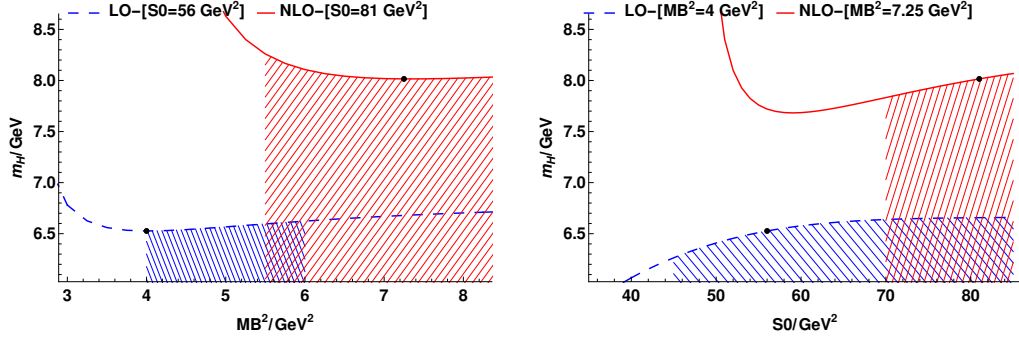 LO-[S0=56 GeV²] NLO-[S0=81 GeV²]
8.5
8.0
7.5
7.0
6.5
m_H/GeV
3 4 5 6 7 8
MB²/GeV²
LO-[MB²=4 GeV²] NLO-[MB²=7.25 GeV²]
8.5
8.0
7.5
7.0
6.5
m_H/GeV
40 50 60 70 80
S0/GeV²